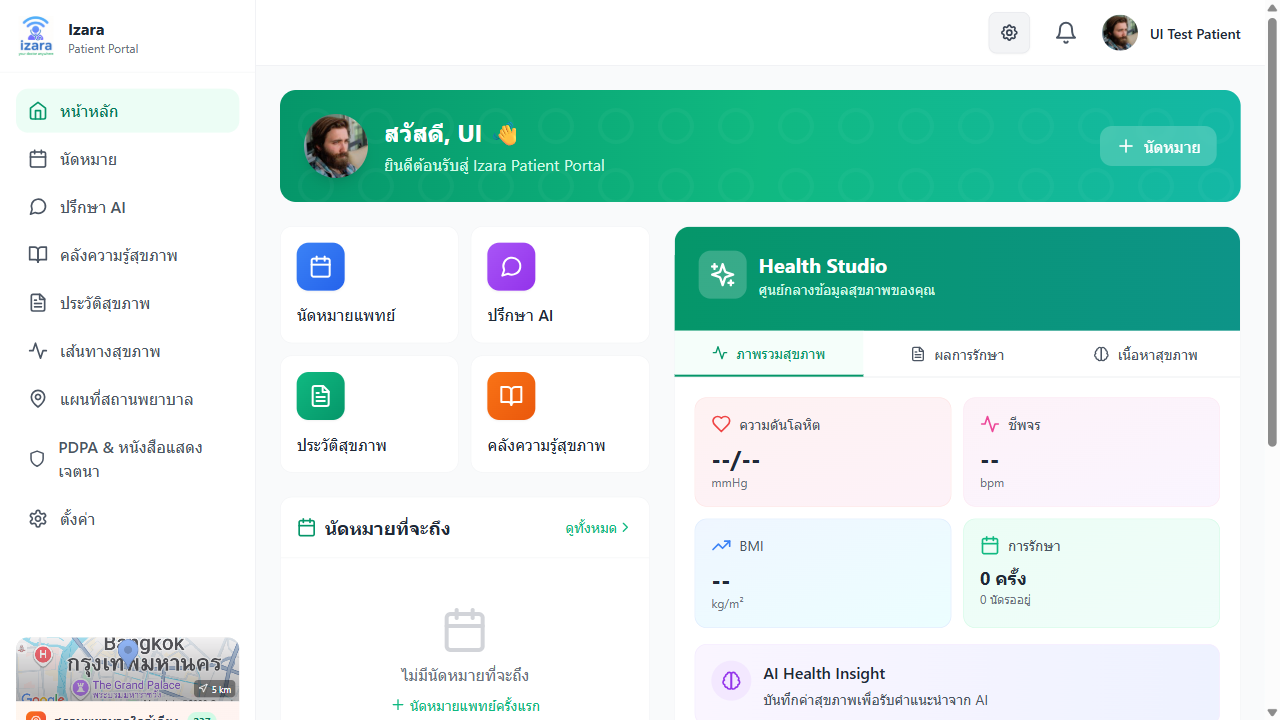 izara
Izara
Patient Portal
หน้าหลัก
นัดหมาย
ปรึกษา AI
คลังความรู้สุขภาพ
ประวัติสุขภาพ
เส้นทางสุขภาพ
แผนที่สถานพยาบาล
PDPA & หนังสือแสดง
เจตนา
ตั้งค่า
Bangkok
กรุงเทพมหานคร
The Grand Palace
พระบรมมหาราชวัง
Google
5 km
UI Test Patient
สวัสดี, UI 👋
ยินดีต้อนรับสู่ Izara Patient Portal
+ นัดหมาย
นัดหมายแพทย์
ปรึกษา AI
ประวัติสุขภาพ
คลังความรู้สุขภาพ
นัดหมายที่จะถึง
ดูทั้งหมด >
ไม่มีนัดหมายที่จะถึง
+ นัดหมายแพทย์ครั้งแรก
Health Studio
ศูนย์กลางข้อมูลสุขภาพของคุณ
ภาพรวมสุขภาพ
ผลการรักษา
เนื้อหาสุขภาพ
ความดันโลหิต
--/--
mmHg
ชีพจร
--
bpm
BMI
--
kg/m²
การรักษา
0 ครั้ง
0 นัดรออยู่
AI Health Insight
บันทึกค่าสุขภาพเพื่อรับคำแนะนำจาก AI